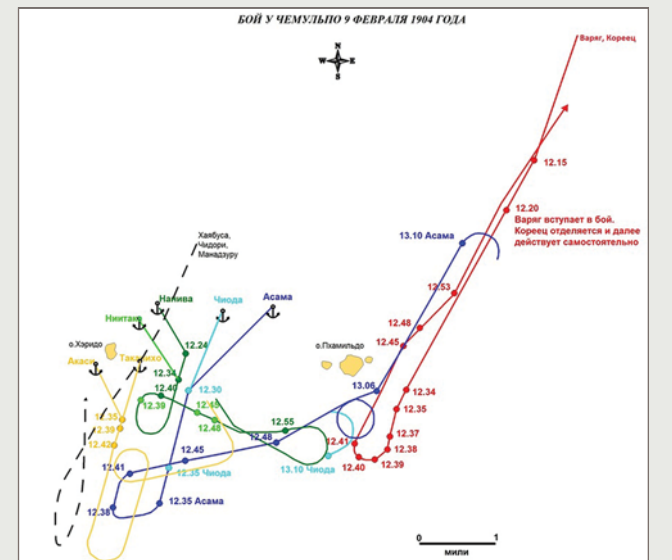 БОЙ У ЧЕМУЛЬПО 9 ФЕВРАЛЯ 1904 ГОДА
N
W E
S
Варяг, Кореец
12.15
12.20
Варяг вступает в бой.
Кореец отделяется и далее
действует самостоятельно
Хаябуса,
Чидори,
Манадзуру
13.10 Асама
12.53
Нанива
Чиода
Асама
Ниитака
12.48
12.45
12.24
о.Хэридо
о.Пхамильдо
Акаси
Такачихо
12.34
12.30
13.06
12.34
12.40
12.39
12.45
12.35
12.35
12.48
12.55
12.39
12.41
12.37
12.42
12.48
12.38
12.45
12.40
12.39
12.41
12.35 Чиода
13.10 Чиода
12.38
12.35 Асама
0 1
мили